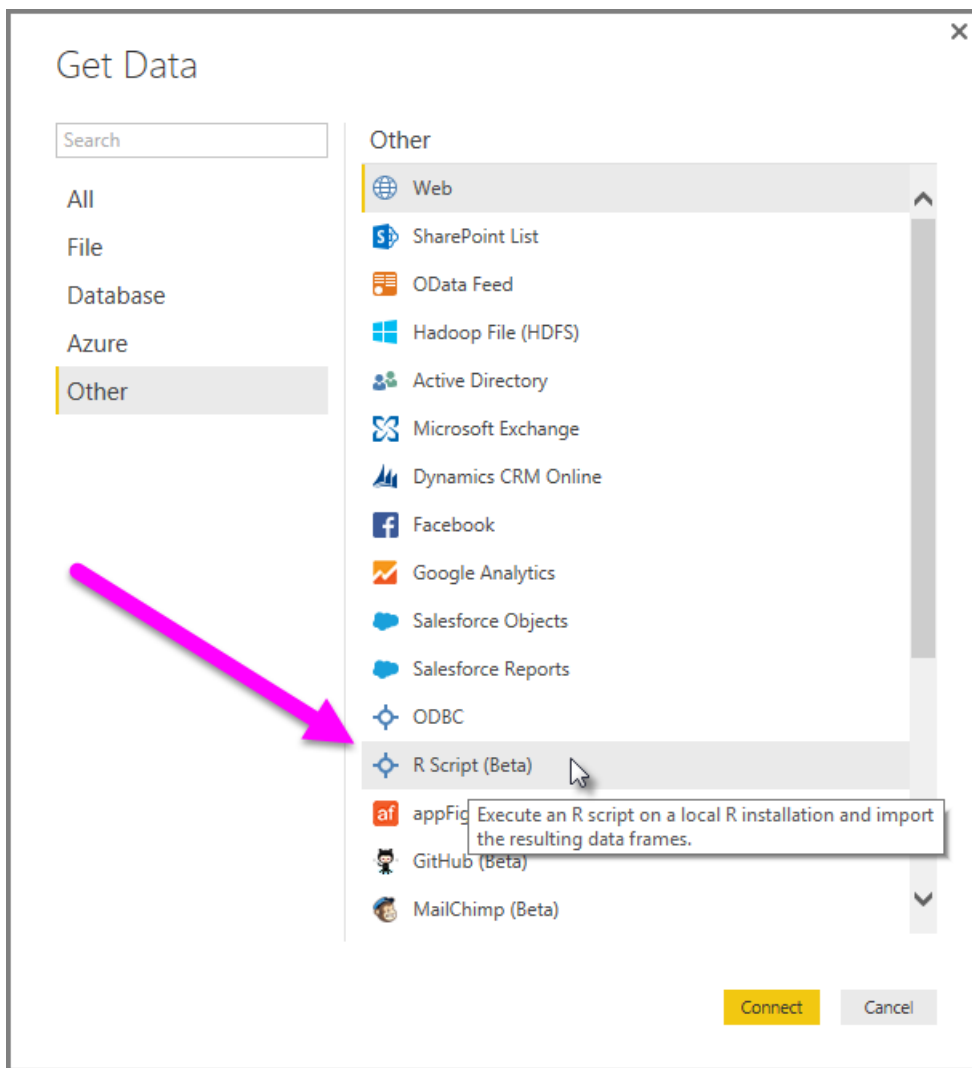 Get Data
Search
All
File
Database
Azure
Other
Other
Web
SharePoint List
OData Feed
Hadoop File (HDFS)
Active Directory
Microsoft Exchange
Dynamics CRM Online
Facebook
Google Analytics
Salesforce Objects
Salesforce Reports
ODBC
R Script (Beta)
af appFig
Execute an R script on a local R installation and import
the resulting data frames.
GitHub (Beta)
MailChimp (Beta)
Connect Cancel